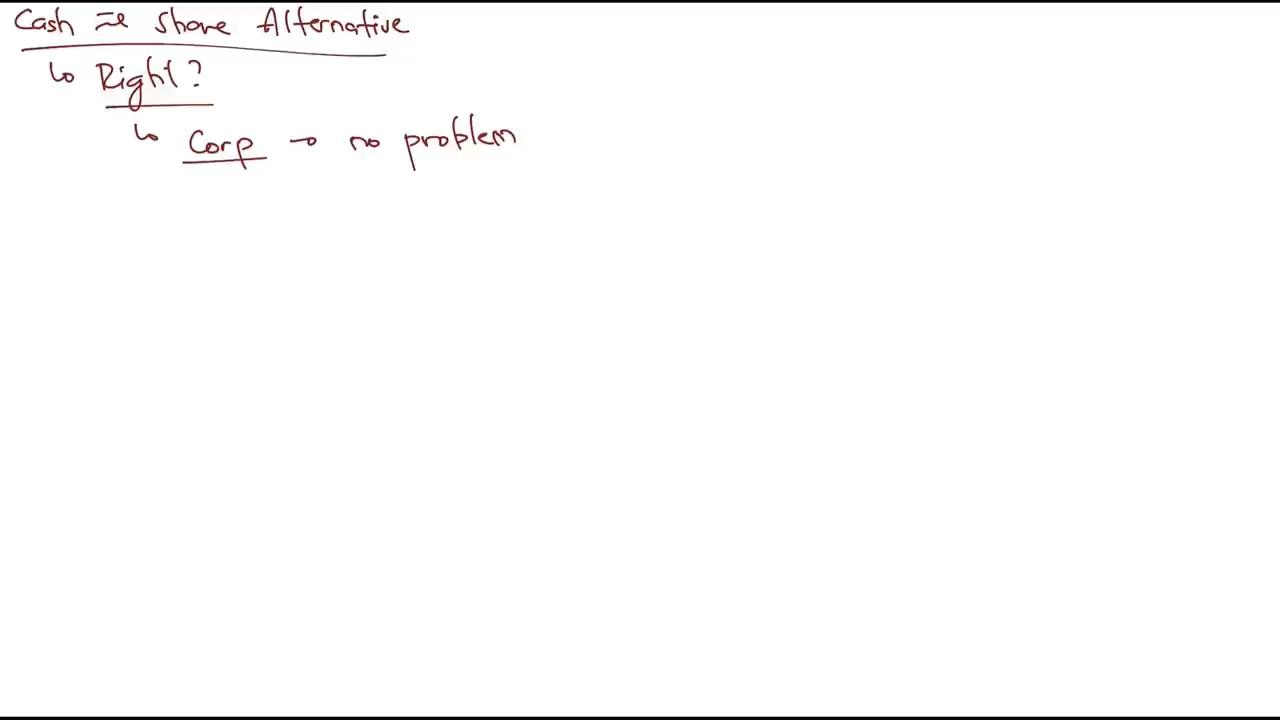 Cash ⇌ Share Alternative
↳ Right?
↳ Corp → no problem